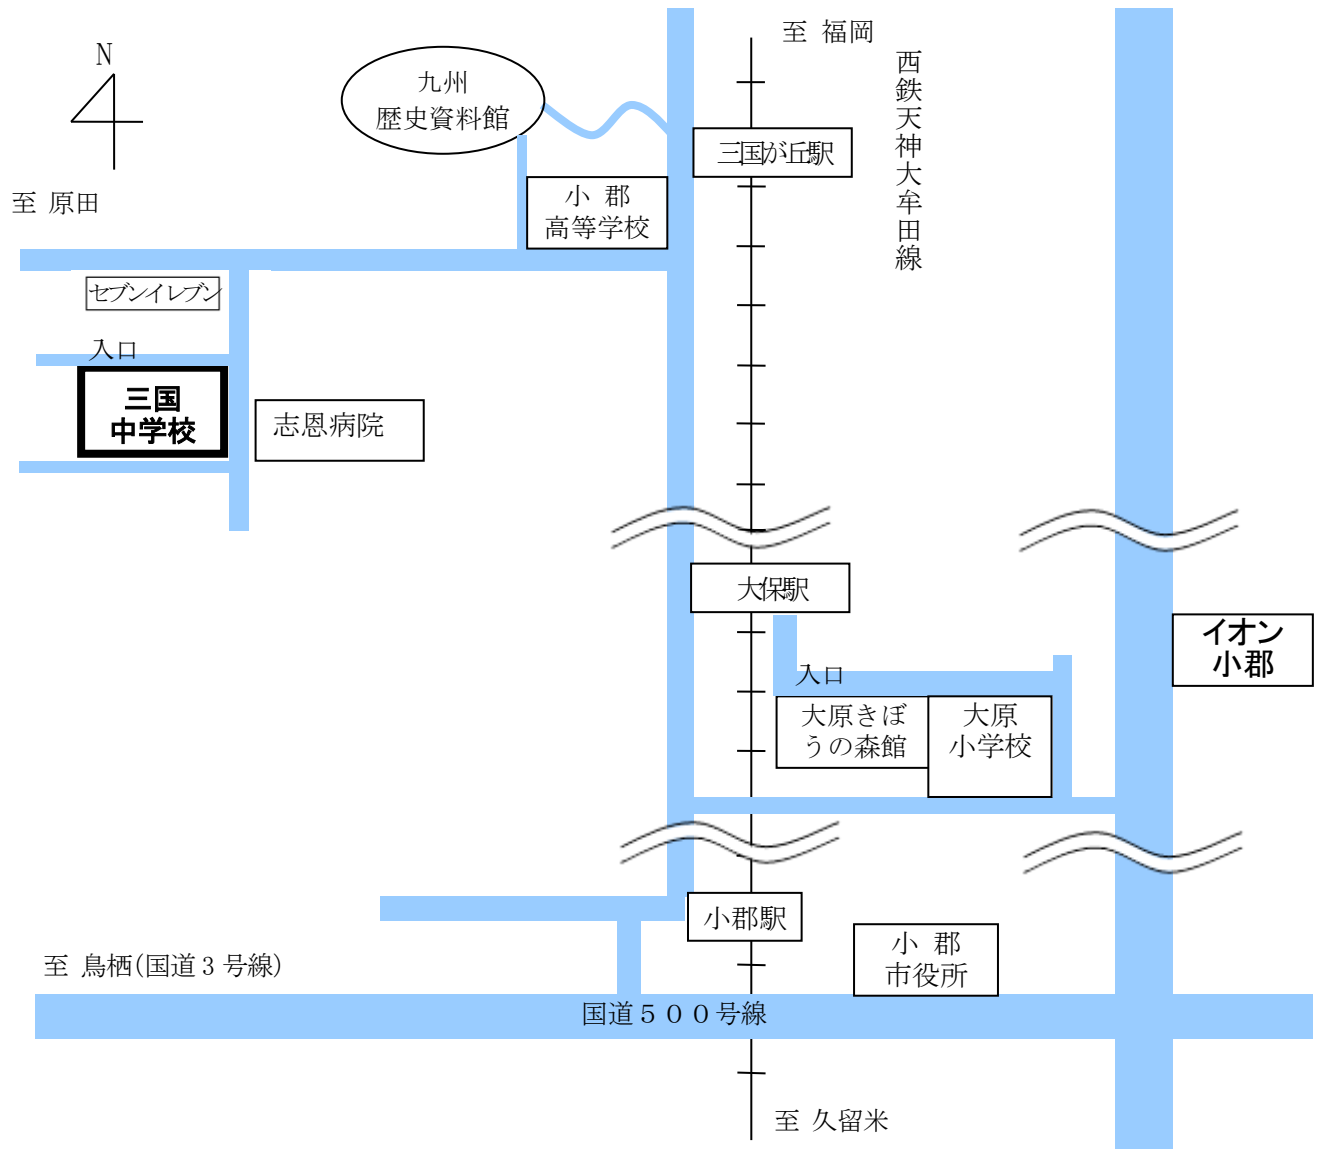 至 福岡
N
西鉄天神大牟田線
九州
歴史資料館
三国が丘駅
至 原田
小 郡
高等学校
セブンイレブン
入口
三国
中学校
志恩病院
大保駅
イオン
小郡
入口
大原きぼ
うの森館
大原
小学校
小郡駅
小 郡
市役所
至 鳥栖(国道３号線)
国道５００号線
至 久留米